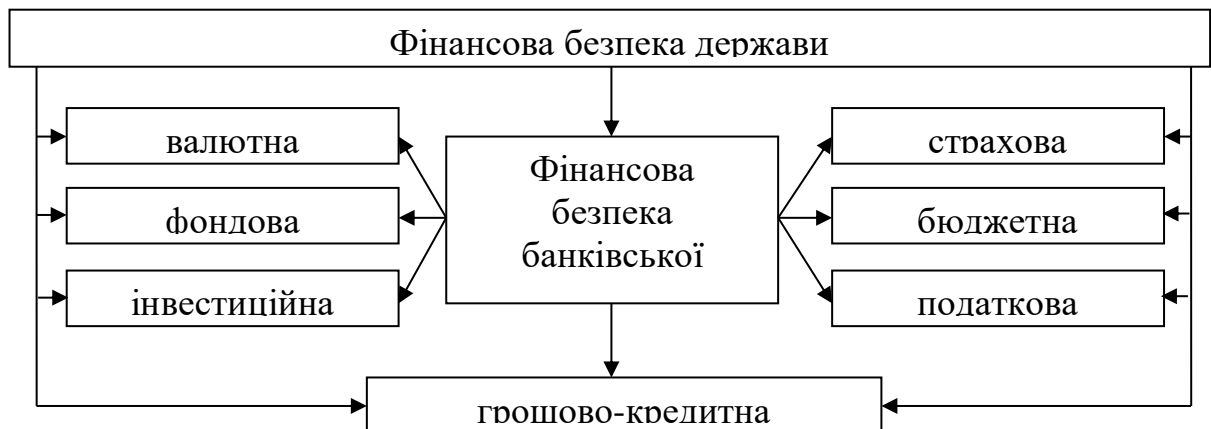 Фінансова безпека держави
валютна
фондова
інвестиційна
Фінансова
безпека
банківської
страхова
бюджетна
податкова
грошово-кредитна